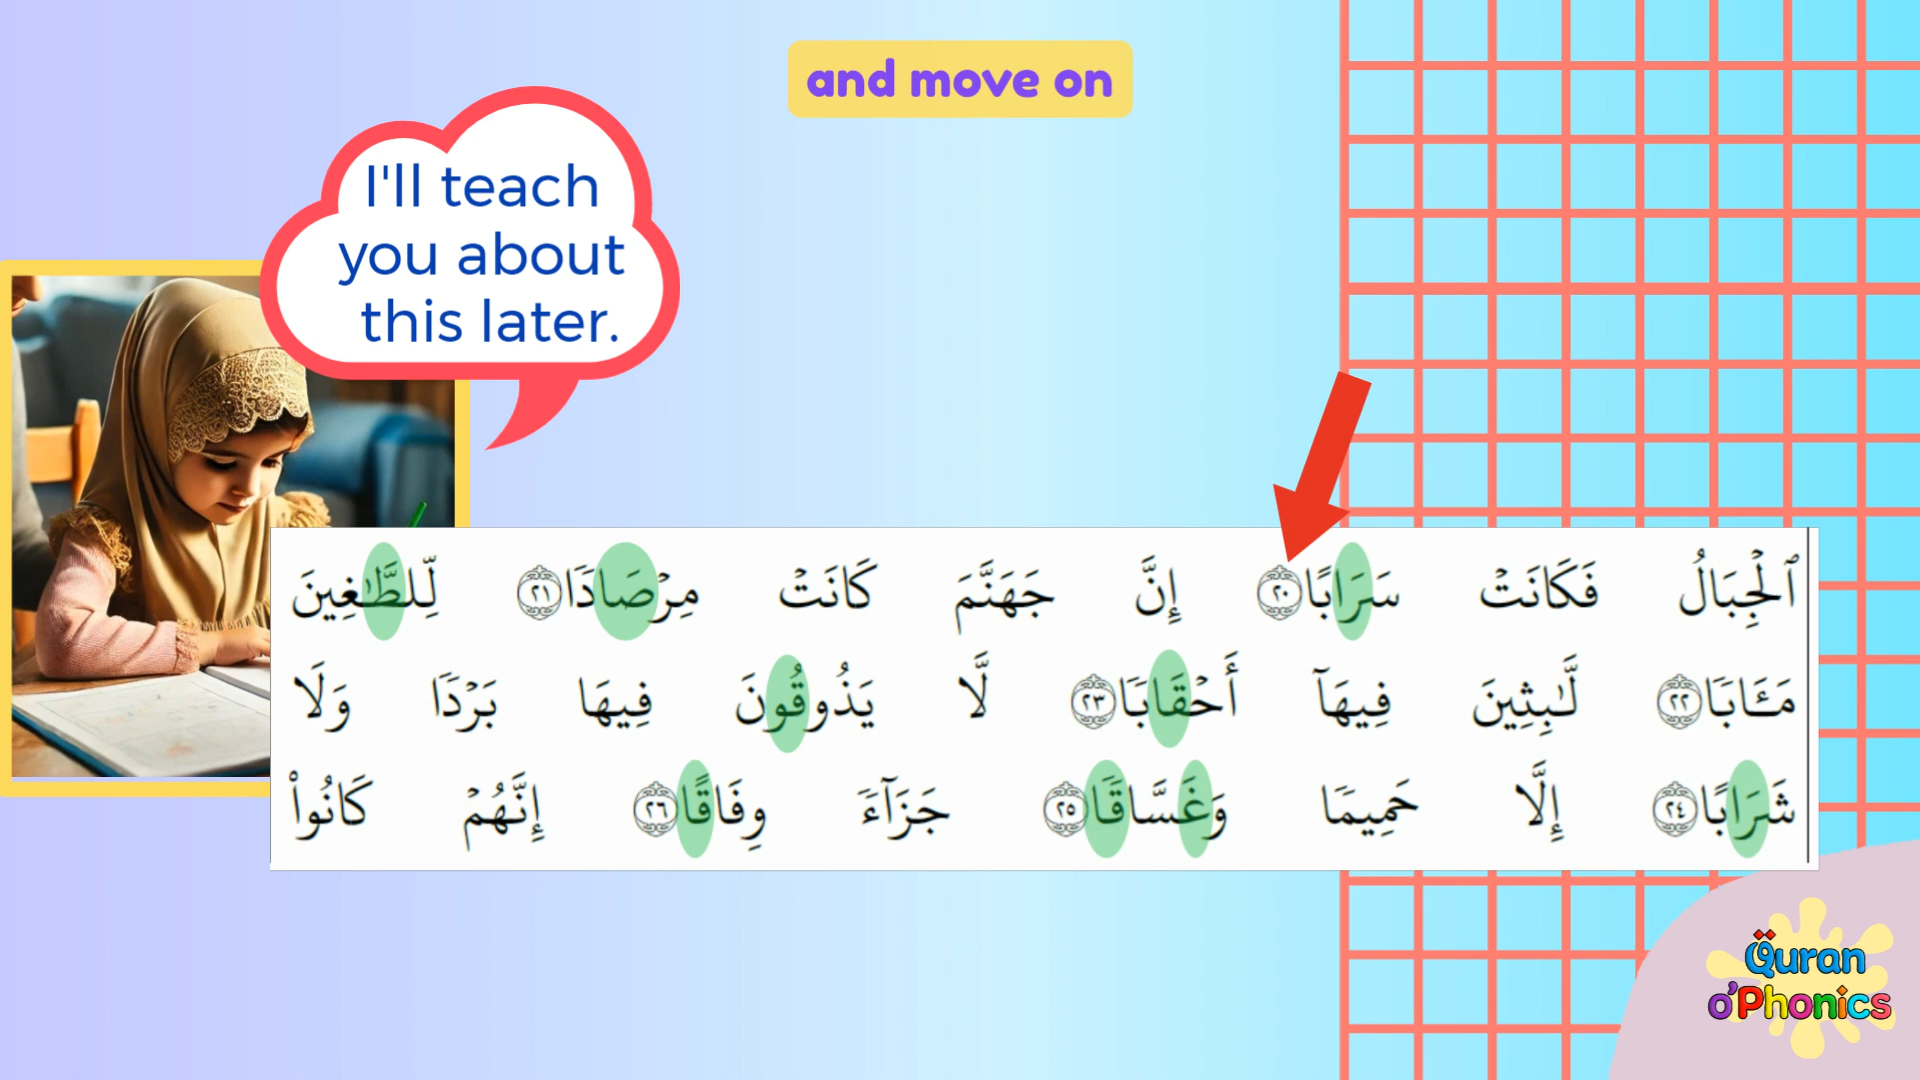 and move on
I'll teach
you about
this later.
ٱلۡجِبَالُ فَكَانَتۡ سَرَابًا ٢٠ إِنَّ جَهَنَّمَ كَانَتۡ مِرۡصَادٗا ٢١ لِّلطَّٰغِينَ
مَـَٔابٗا ٢٢ لَّٰبِثِينَ فِيهَآ أَحۡقَابٗا ٢٣ لَّا يَذُوقُونَ فِيهَا بَرۡدٗا وَلَا
شَرَابًا ٢٤ إِلَّا حَمِيمٗا وَغَسَّاقٗا ٢٥ جَزَآءٗ وِفَاقًا ٢٦ إِنَّهُمۡ كَانُواْ
Quran
o'Phonics